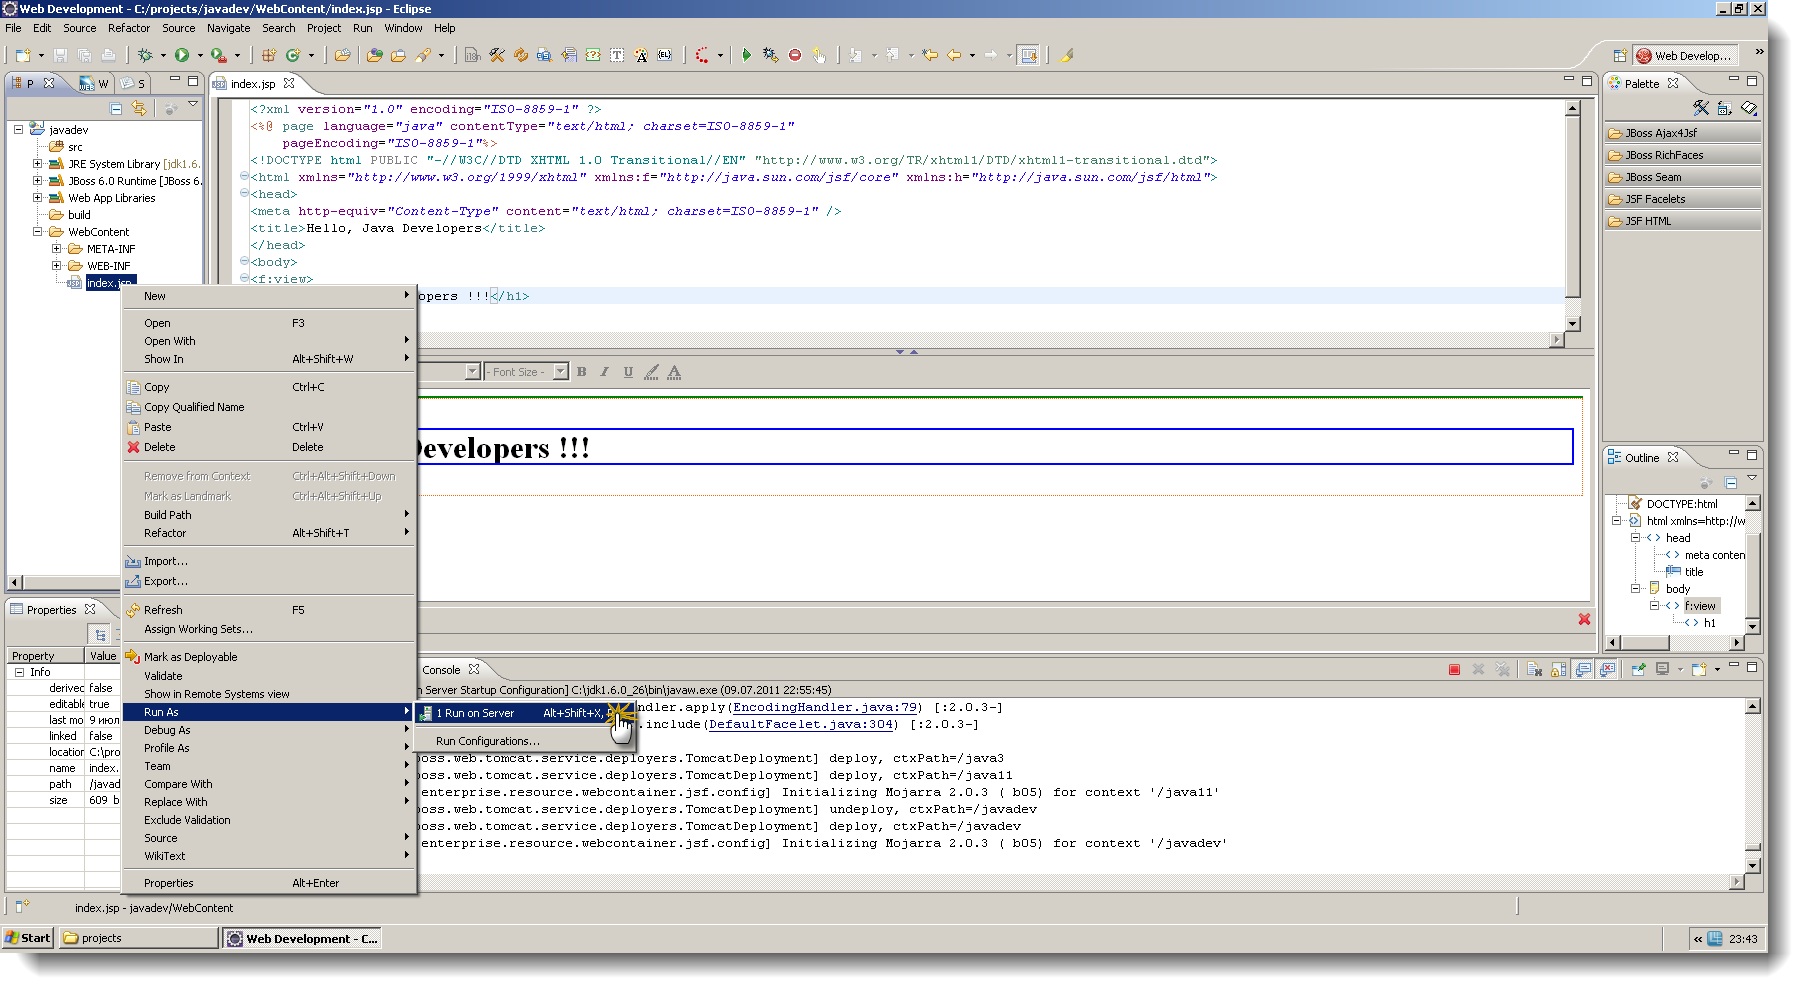 Web Development - C:/projects/javadev/WebContent/index.jsp - Eclipse
File Edit Source Refactor Source Navigate Search Project Run Window Help
Web Develop...
P W S
index.jsp
Palette
javadev
src
JRE System Library [jdk1.6.
JBoss 6.0 Runtime [JBoss 6.
Web App Libraries
build
WebContent
META-INF
WEB-INF
index.jsp
<?xml version="1.0" encoding="ISO-8859-1" ?>
<%@ page language="java" contentType="text/html; charset=ISO-8859-1"
pageEncoding="ISO-8859-1"%>
<!DOCTYPE html PUBLIC "-//W3C//DTD XHTML 1.0 Transitional//EN" "http://www.w3.org/TR/xhtml1/DTD/xhtml1-transitional.dtd">
<html xmlns="http://www.w3.org/1999/xhtml" xmlns:f="http://java.sun.com/jsf/core" xmlns:h="http://java.sun.com/jsf/html">
<head>
<meta http-equiv="Content-Type" content="text/html; charset=ISO-8859-1" />
<title>Hello, Java Developers</title>
</head>
<body>
<f:view>
opers !!!</h1>
JBoss Ajax4Jsf
JBoss RichFaces
JBoss Seam
JSF Facelets
JSF HTML
New
Open F3
Open With
Show In Alt+Shift+W
Copy Ctrl+C
Copy Qualified Name
Paste Ctrl+V
Delete Delete
Remove from Context Ctrl+Alt+Shift+Down
Mark as Landmark Ctrl+Alt+Shift+Up
Build Path
Refactor Alt+Shift+T
Import...
Export...
Refresh F5
Assign Working Sets...
Mark as Deployable
Validate
Show in Remote Systems view
Run As
Debug As
Profile As
Team
Compare With
Replace With
Exclude Validation
Source
WikiText
Properties Alt+Enter
1 Run on Server Alt+Shift+X,
Run Configurations...
- Font Size - B I U A
Developers !!!
Outline
DOCTYPE:html
html xmlns=http://w
head
meta conten
title
body
f:view
h1
Properties
Property Value
Info
derived false
editable true
last mo 9 июл
linked false
location C:\pro
name index.
path /javad
size 609 b
Console
n Server Startup Configuration] C:\jdk1.6.0_26\bin\javaw.exe (09.07.2011 22:55:45)
ndler.apply(EncodingHandler.java:79) [:2.0.3-]
.include(DefaultFacelet.java:304) [:2.0.3-]
boss.web.tomcat.service.deployers.TomcatDeployment] deploy, ctxPath=/java3
boss.web.tomcat.service.deployers.TomcatDeployment] deploy, ctxPath=/java11
enterprise.resource.webcontainer.jsf.config] Initializing Mojarra 2.0.3 ( b05) for context '/java11'
boss.web.tomcat.service.deployers.TomcatDeployment] undeploy, ctxPath=/javadev
boss.web.tomcat.service.deployers.TomcatDeployment] deploy, ctxPath=/javadev
enterprise.resource.webcontainer.jsf.config] Initializing Mojarra 2.0.3 ( b05) for context '/javadev'
index.jsp - javadev/WebContent
Start projects Web Development - C... « 23:43